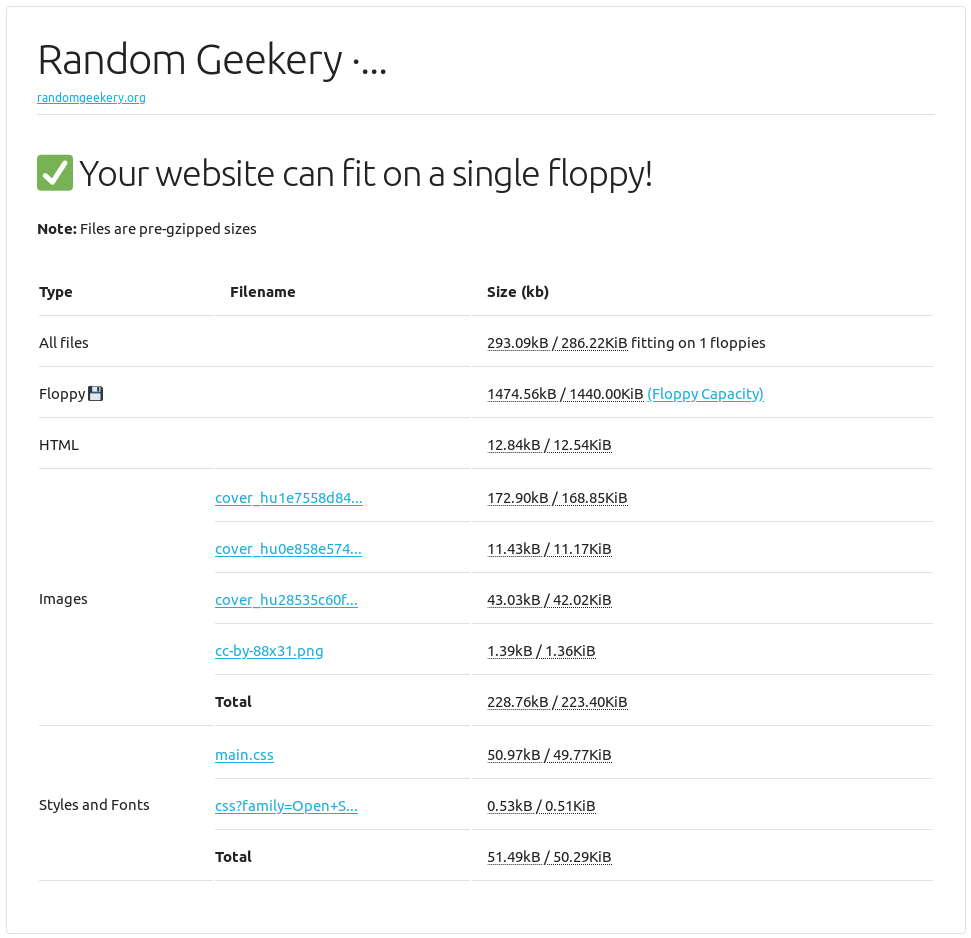 Random Geekery ·...
randomgeekery.org
✅ Your website can fit on a single floppy!
Note: Files are pre-gzipped sizes
Type Filename Size (kb)
All files 293.09kB / 286.22KiB fitting on 1 floppies
Floppy💾 1474.56kB / 1440.00KiB (Floppy Capacity)
HTML 12.84kB / 12.54KiB
Images
cover_hu1e7558d84... 172.90kB / 168.85KiB
cover_hu0e858e574... 11.43kB / 11.17KiB
cover_hu28535c60f... 43.03kB / 42.02KiB
cc-by-88x31.png 1.39kB / 1.36KiB
Total 228.76kB / 223.40KiB
Styles and Fonts
main.css 50.97kB / 49.77KiB
css?family=Open+S... 0.53kB / 0.51KiB
Total 51.49kB / 50.29KiB